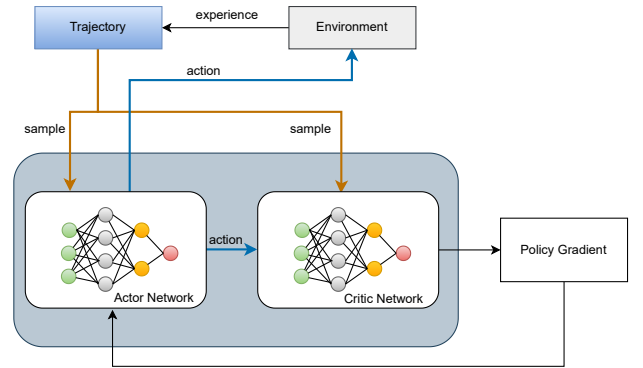 Trajectory
experience
Environment
action
sample
sample
action
Actor Network
Critic Network
Policy Gradient